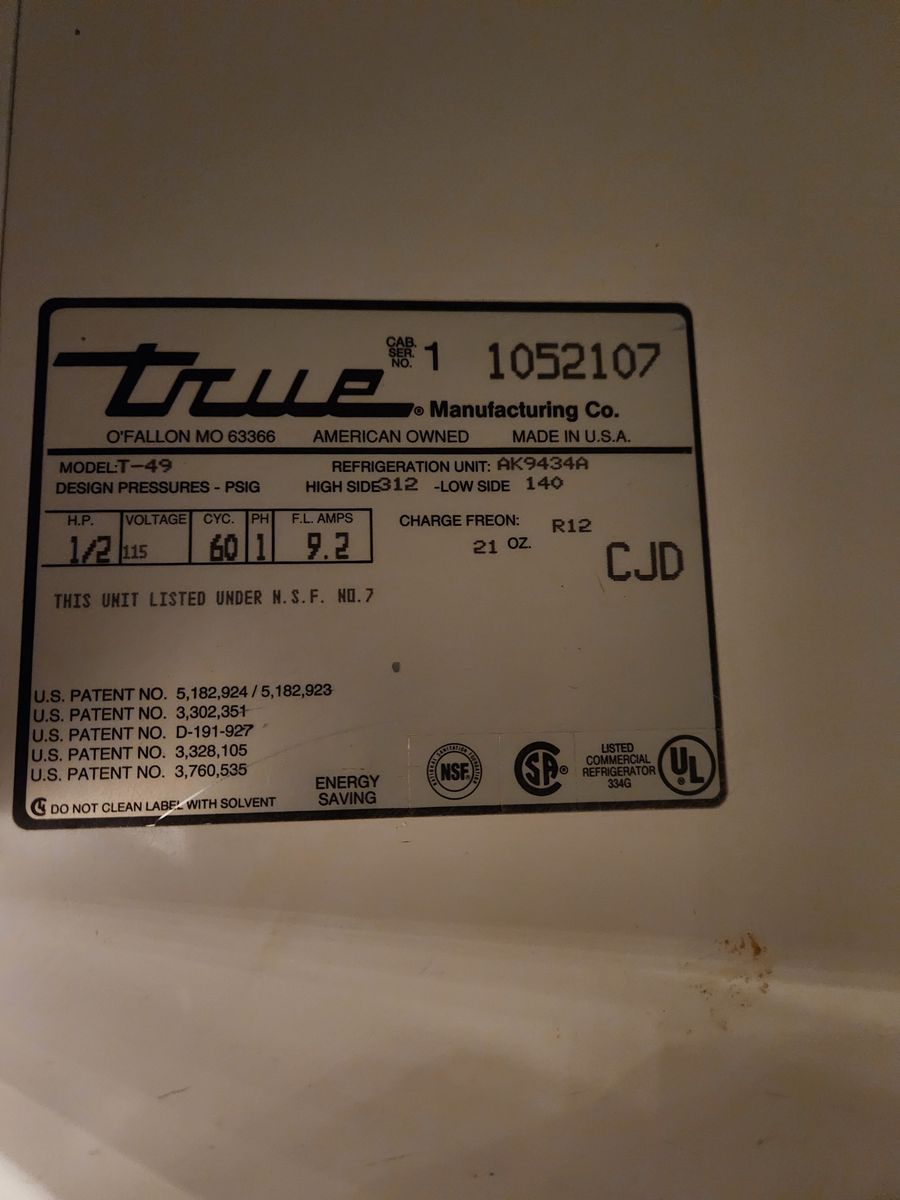 true® CAB. SER. NO. 1 1052107
Manufacturing Co.
O'FALLON MO 63366 AMERICAN OWNED MADE IN U.S.A.
MODEL:T-49 REFRIGERATION UNIT: AK9434A
DESIGN PRESSURES - PSIG HIGH SIDE312 -LOW SIDE 140
H.P. VOLTAGE CYC. PH F.L. AMPS CHARGE FREON: R12
1/2 115 60 1 9.2 21 OZ.
CJD
THIS UNIT LISTED UNDER N.S.F. NO.7
U.S. PATENT NO. 5,182,924 / 5,182,923
U.S. PATENT NO. 3,302,351
U.S. PATENT NO. D-191-927
U.S. PATENT NO. 3,328,105
U.S. PATENT NO. 3,760,535
DO NOT CLEAN LABEL WITH SOLVENT
ENERGY
SAVING
NATIONAL SANITATION FOUNDATION
NSF.
SA®
LISTED
COMMERCIAL
REFRIGERATOR
334G
UL®